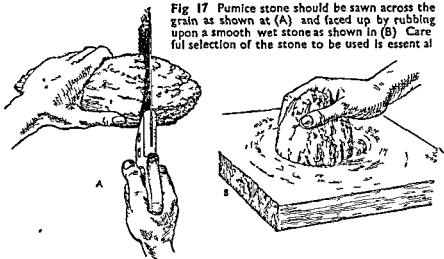 Fig 17 Pumice stone should be sawn across the
grain as shown at (A) and faced up by rubbing
upon a smooth wet stone as shown in (B) Care
ful selection of the stone to be used is essent al
A
B